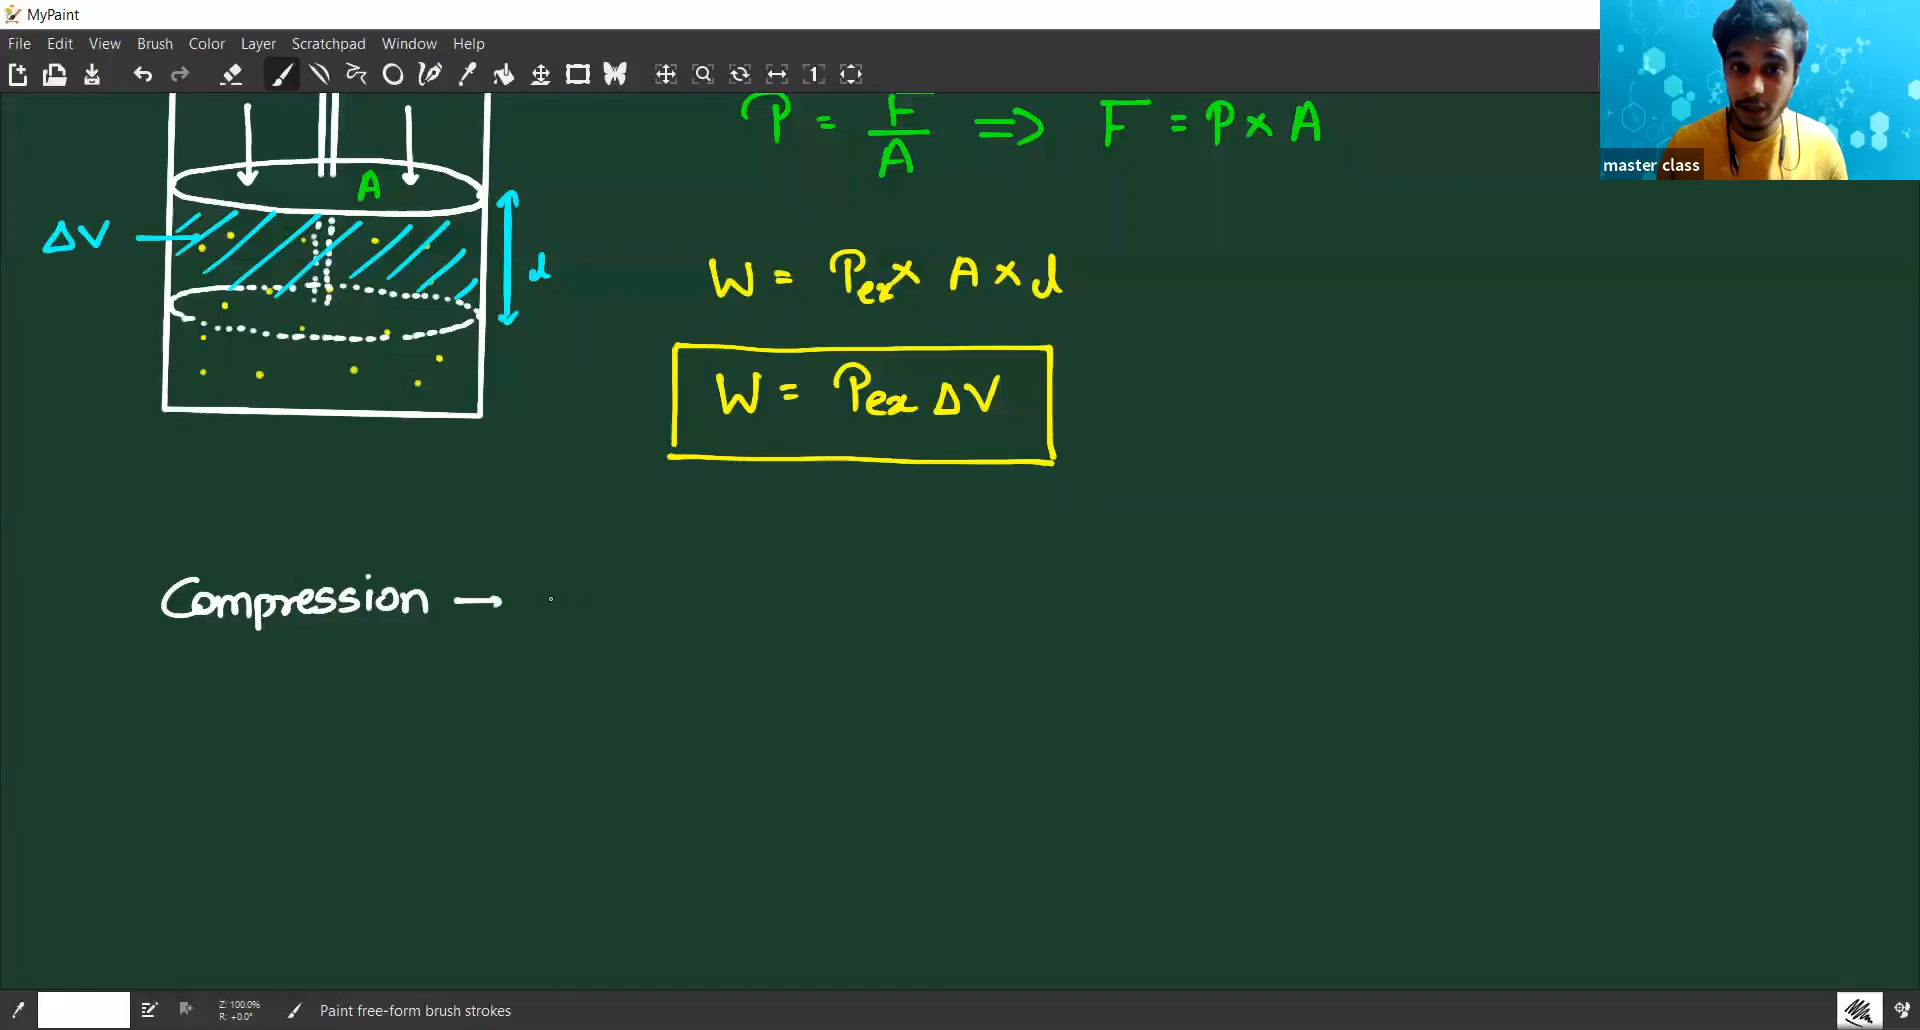 MyPaint
File Edit View Brush Color Layer Scratchpad Window Help
master class
P = F/A ⇒ F = P × A
A
ΔV
d
W = Pex × A × d
W = Pex ΔV
Compression →
Z: 100.0%
R: +0.0°
Paint free-form brush strokes